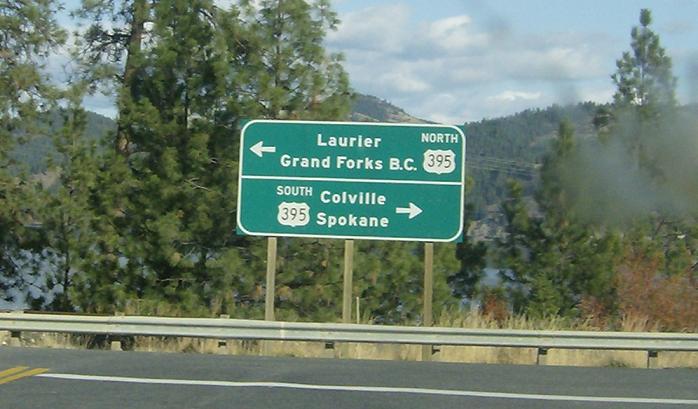 NORTH
Laurier
Grand Forks B.C. 395
SOUTH Colville
395 Spokane